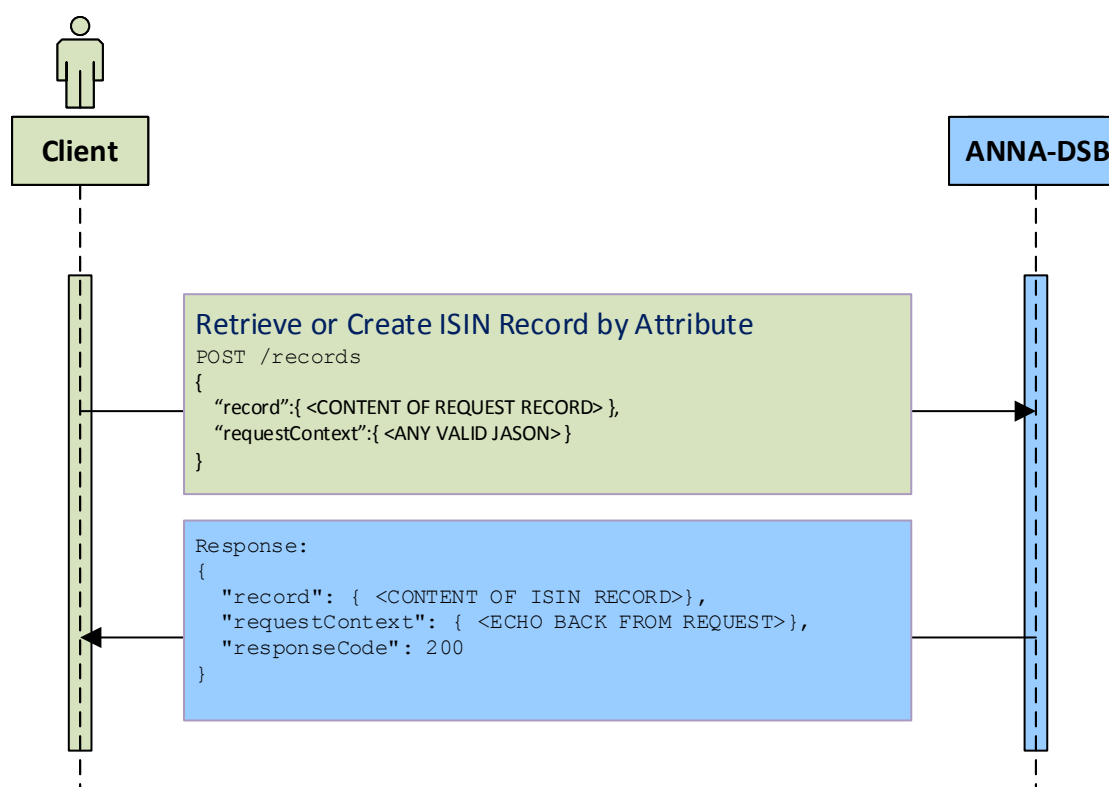 Client
ANNA-DSB
Retrieve or Create ISIN Record by Attribute
POST /records
{
“record”:{ <CONTENT OF REQUEST RECORD> },
“requestContext”:{ <ANY VALID JASON> }
}
Response:
{
"record": { <CONTENT OF ISIN RECORD>},
"requestContext": { <ECHO BACK FROM REQUEST>},
"responseCode": 200
}